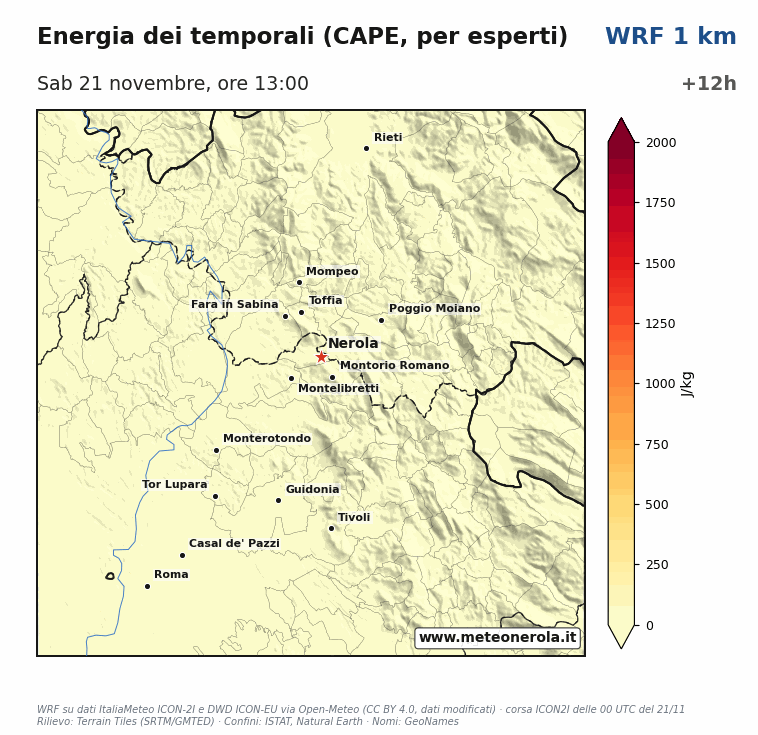 Energia dei temporali (CAPE, per esperti)
WRF 1 km
Sab 21 novembre, ore 13:00
+12h
Rieti
Mompeo
Toffia
Fara in Sabina
Poggio Moiano
Nerola
Montorio Romano
Montelibretti
Monterotondo
Tor Lupara
Guidonia
Tivoli
Casal de' Pazzi
Roma
www.meteonerola.it
2000
1750
1500
1250
1000
750
500
250
0
J/kg
WRF su dati ItaliaMeteo ICON-2I e DWD ICON-EU via Open-Meteo (CC BY 4.0, dati modificati) · corsa ICON2I delle 00 UTC del 21/11
Rilievo: Terrain Tiles (SRTM/GMTED) · Confini: ISTAT, Natural Earth · Nomi: GeoNames